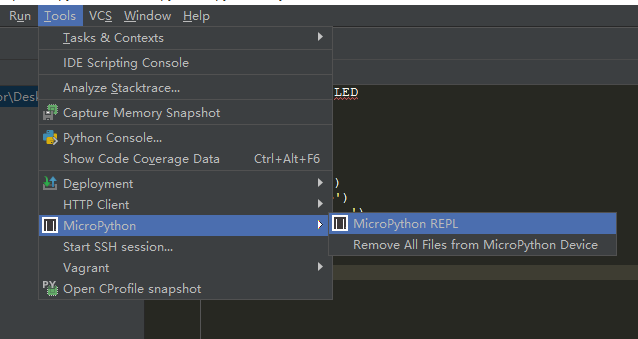 Run Tools VCS Window Help
Tasks & Contexts
IDE Scripting Console
Analyze Stacktrace...
Capture Memory Snapshot
Python Console...
Show Code Coverage Data Ctrl+Alt+F6
Deployment
HTTP Client
MicroPython
Start SSH session...
Vagrant
Open CProfile snapshot
MicroPython REPL
Remove All Files from MicroPython Device
or\Desk
LED
)
')
')